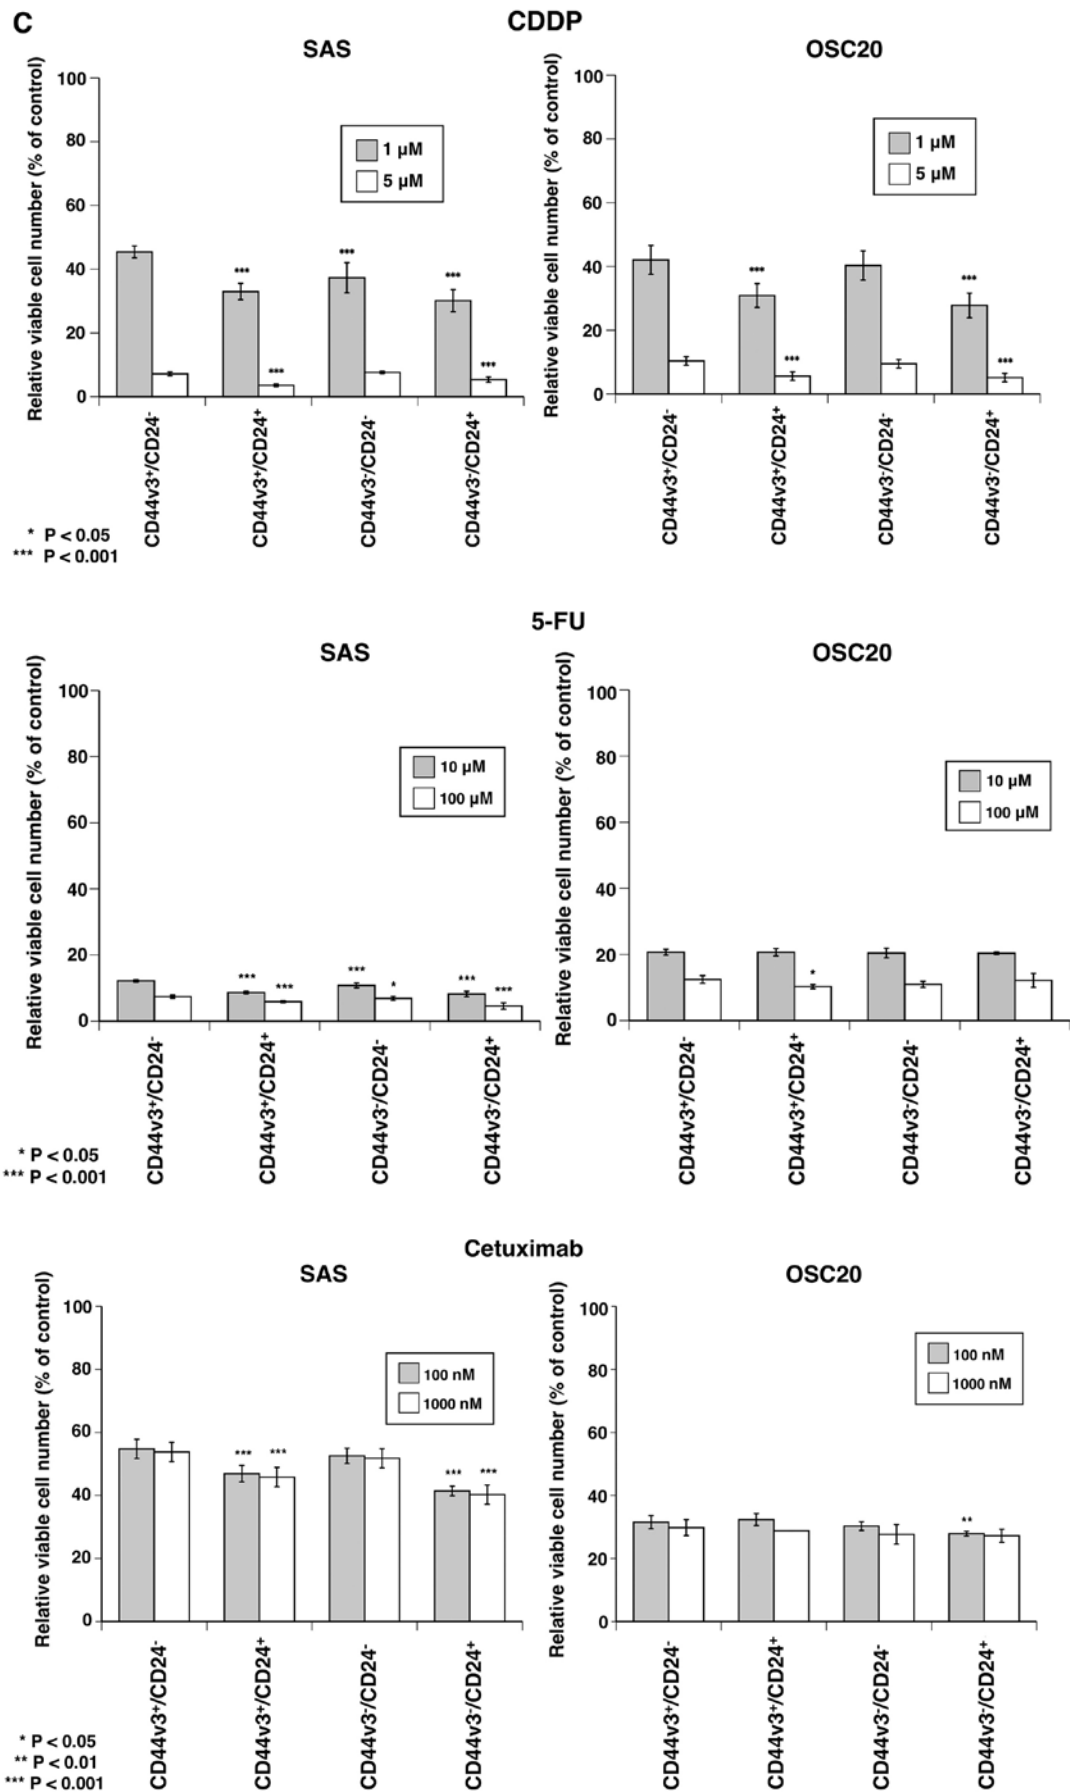 C
CDDP
SAS
Relative viable cell number (% of control)
100
80
60
40
20
0
1 µM
5 µM
***
***
***
***
***
CD44v3+/CD24-
CD44v3+/CD24+
CD44v3-/CD24-
CD44v3-/CD24+
* P < 0.05
*** P < 0.001
OSC20
Relative viable cell number (% of control)
100
80
60
40
20
0
1 µM
5 µM
***
***
***
***
CD44v3+/CD24-
CD44v3+/CD24+
CD44v3-/CD24-
CD44v3-/CD24+
5-FU
SAS
Relative viable cell number (% of control)
100
80
60
40
20
0
10 µM
100 µM
***
***
***
*
***
***
CD44v3+/CD24-
CD44v3+/CD24+
CD44v3-/CD24-
CD44v3-/CD24+
* P < 0.05
*** P < 0.001
OSC20
Relative viable cell number (% of control)
100
80
60
40
20
0
10 µM
100 µM
*
CD44v3+/CD24-
CD44v3+/CD24+
CD44v3-/CD24-
CD44v3-/CD24+
Cetuximab
SAS
Relative viable cell number (% of control)
100
80
60
40
20
0
100 nM
1000 nM
***
***
***
***
CD44v3+/CD24-
CD44v3+/CD24+
CD44v3-/CD24-
CD44v3-/CD24+
* P < 0.05
** P < 0.01
*** P < 0.001
OSC20
Relative viable cell number (% of control)
100
80
60
40
20
0
100 nM
1000 nM
**
CD44v3+/CD24-
CD44v3+/CD24+
CD44v3-/CD24-
CD44v3-/CD24+